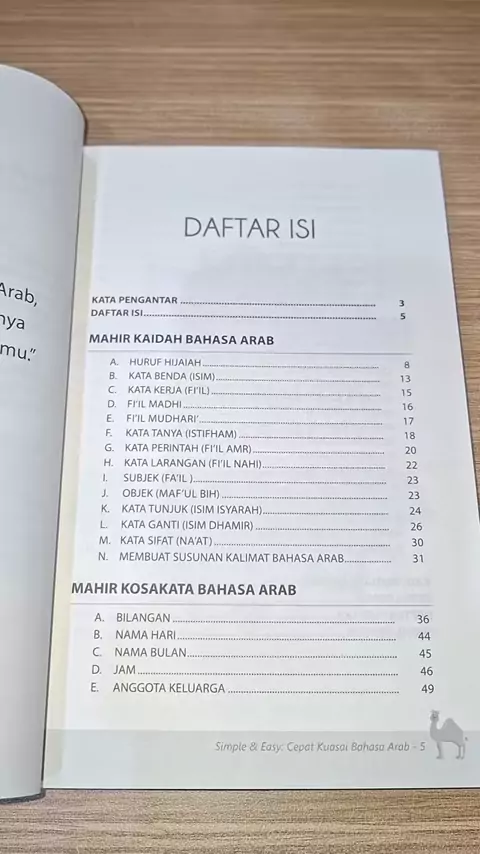 Arab,
nya
mu."
DAFTAR ISI
KATA PENGANTAR ........................................ 3
DAFTAR ISI ........................................ 5
MAHIR KAIDAH BAHASA ARAB
A. HURUF HIJAIAH ........................................ 8
B. KATA BENDA (ISIM) ........................................ 13
C. KATA KERJA (FI'IL) ........................................ 15
D. FI'IL MADHI ........................................ 16
E. FI'IL MUDHARI' ........................................ 17
F. KATA TANYA (ISTIFHAM) ........................................ 18
G. KATA PERINTAH (FI'IL AMR) ........................................ 20
H. KATA LARANGAN (FI'IL NAHI) ........................................ 22
I. SUBJEK (FA'IL ) ........................................ 23
J. OBJEK (MAF'UL BIH) ........................................ 23
K. KATA TUNJUK (ISIM ISYARAH) ........................................ 24
L. KATA GANTI (ISIM DHAMIR) ........................................ 26
M. KATA SIFAT (NA'AT) ........................................ 30
N. MEMBUAT SUSUNAN KALIMAT BAHASA ARAB ............... 31
MAHIR KOSAKATA BAHASA ARAB
A. BILANGAN ........................................ 36
B. NAMA HARI ........................................ 44
C. NAMA BULAN ........................................ 45
D. JAM ........................................ 46
E. ANGGOTA KELUARGA ........................................ 49
Simple & Easy: Cepat Kuasai Bahasa Arab - 5